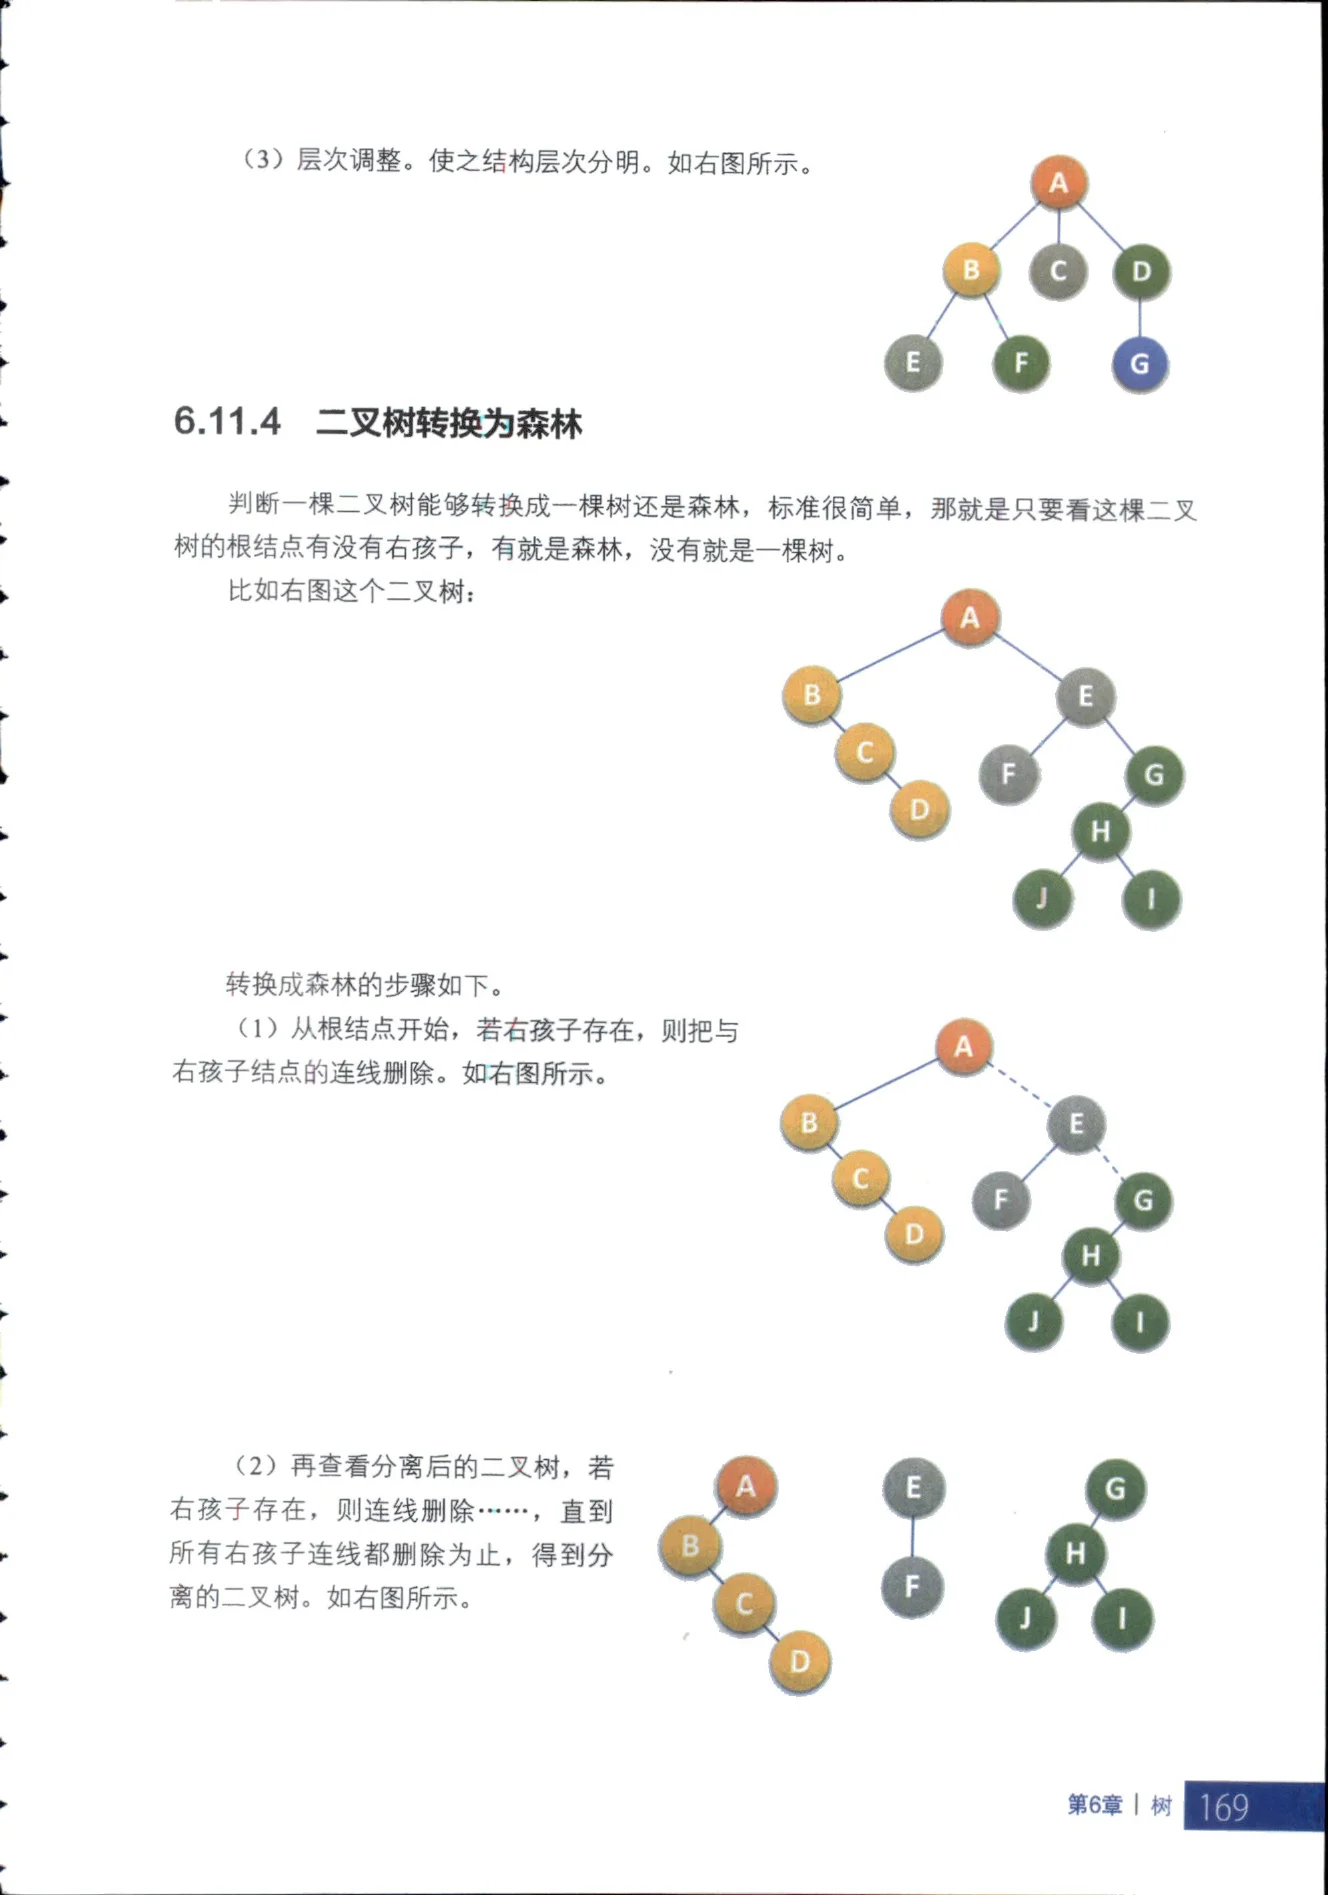 （3）层次调整。使之结构层次分明。如右图所示。
A
B C D
E F G
6.11.4 二叉树转换为森林
判断一棵二叉树能够转换成一棵树还是森林，标准很简单，那就是只要看这棵二叉
树的根结点有没有右孩子，有就是森林，没有就是一棵树。
比如右图这个二叉树：
A
B E
C F G
D H
J I
转换成森林的步骤如下。
（1）从根结点开始，若右孩子存在，则把与
右孩子结点的连线删除。如右图所示。
A
B E
C F G
D H
J I
（2）再查看分离后的二叉树，若
右孩子存在，则连线删除……，直到
所有右孩子连线都删除为止，得到分
离的二叉树。如右图所示。
A E G
B H
C F J I
D
第6章 | 树 169